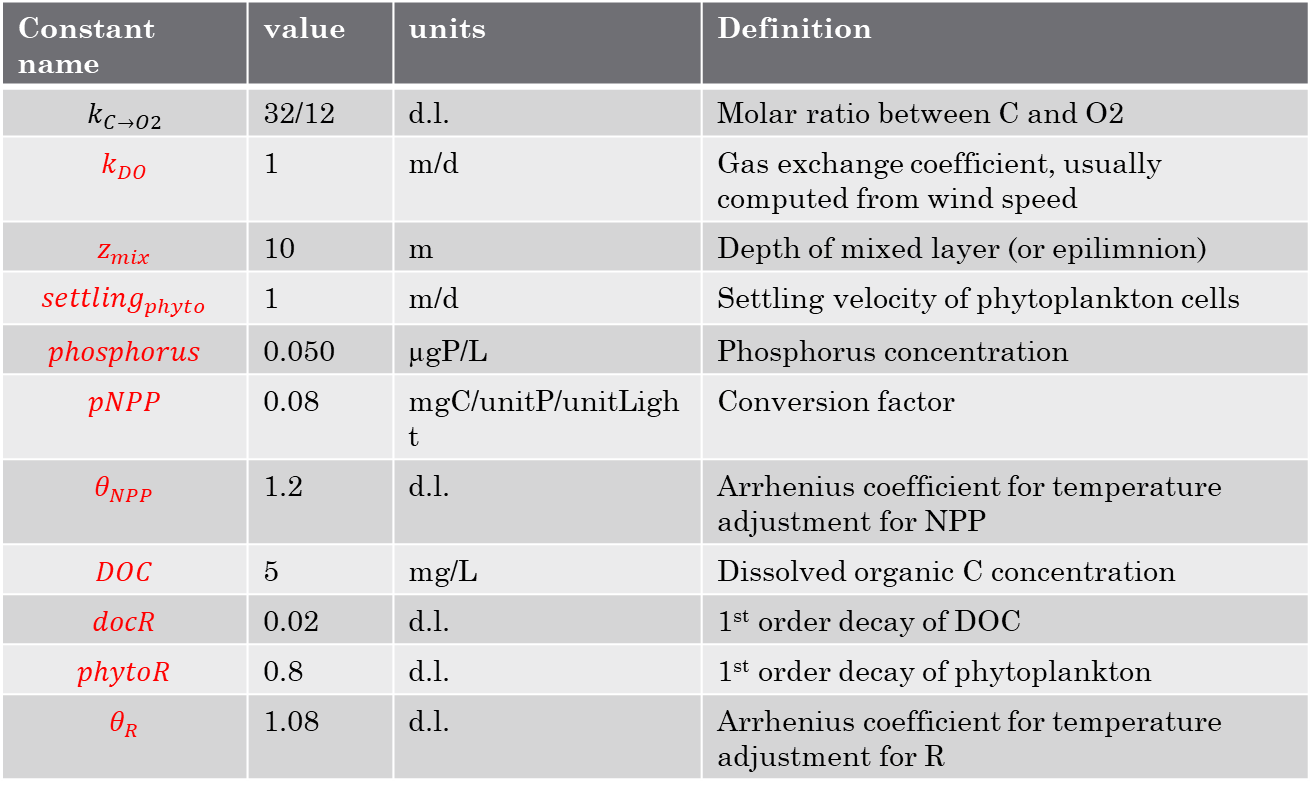 Constant name value units Definition
k_{C→O2} 32/12 d.l. Molar ratio between C and O2
k_{DO} 1 m/d Gas exchange coefficient, usually
computed from wind speed
z_{mix} 10 m Depth of mixed layer (or epilimnion)
settling_{phyto} 1 m/d Settling velocity of phytoplankton cells
phosphorus 0.050 µgP/L Phosphorus concentration
pNPP 0.08 mgC/unitP/unitLigh
t Conversion factor
θ_{NPP} 1.2 d.l. Arrhenius coefficient for temperature
adjustment for NPP
DOC 5 mg/L Dissolved organic C concentration
docR 0.02 d.l. 1st order decay of DOC
phytoR 0.8 d.l. 1st order decay of phytoplankton
θ_R 1.08 d.l. Arrhenius coefficient for temperature
adjustment for R